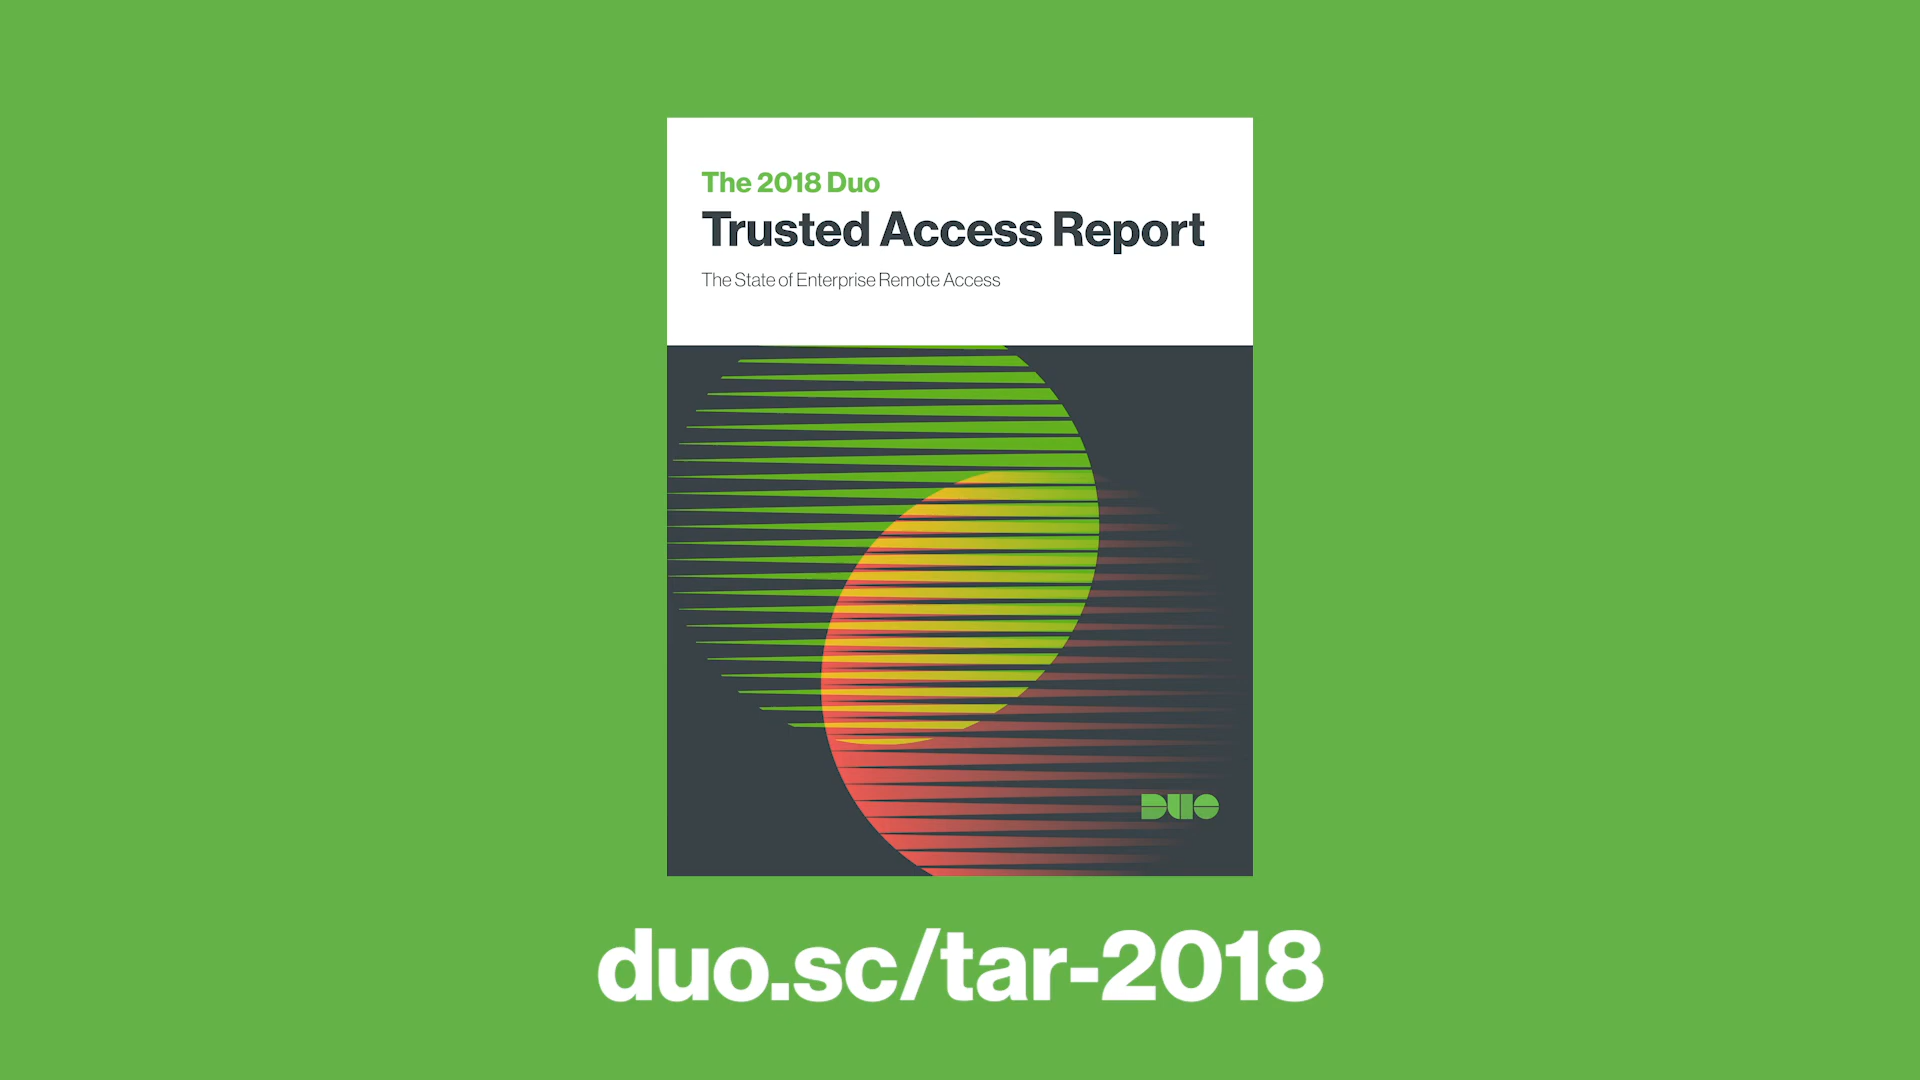 The 2018 Duo
Trusted Access Report
The State of Enterprise Remote Access
DUO
duo.sc/tar-2018